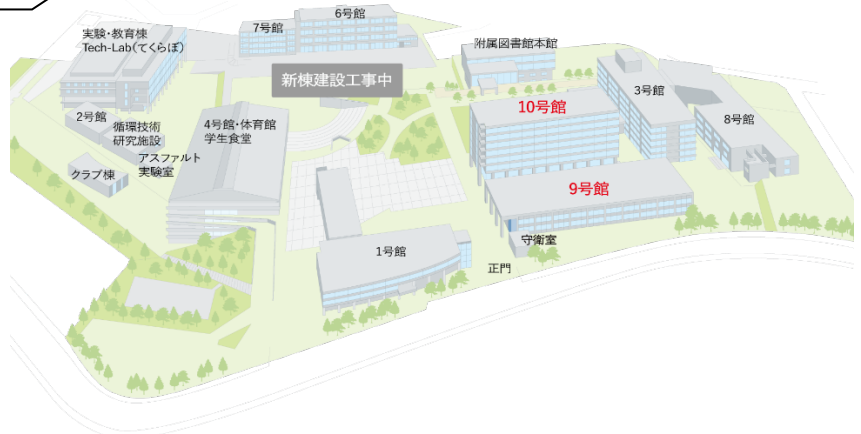 6号館
7号館
実験・教育棟
Tech-Lab(てくらぼ)
附属図書館本館
新棟建設工事中
3号館
10号館
2号館
循環技術
研究施設
4号館・体育館
学生食堂
8号館
アスファルト
実験室
クラブ棟
9号館
守衛室
1号館
正門